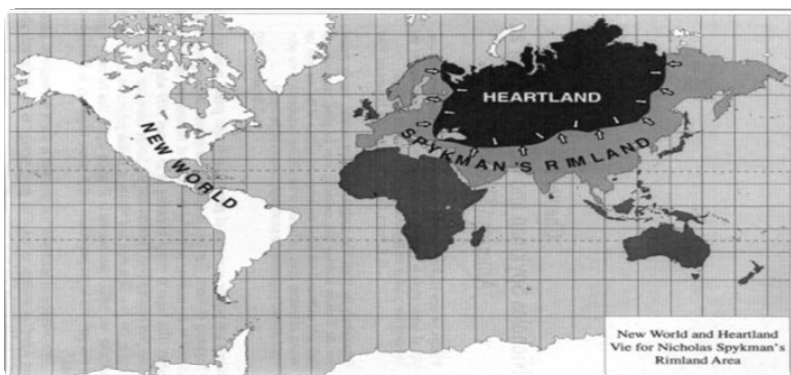 NEW WORLD
HEARTLAND
SPYKMAN'S RIMLAND
New World and Heartland
Vie for Nicholas Spykman's
Rimland Area